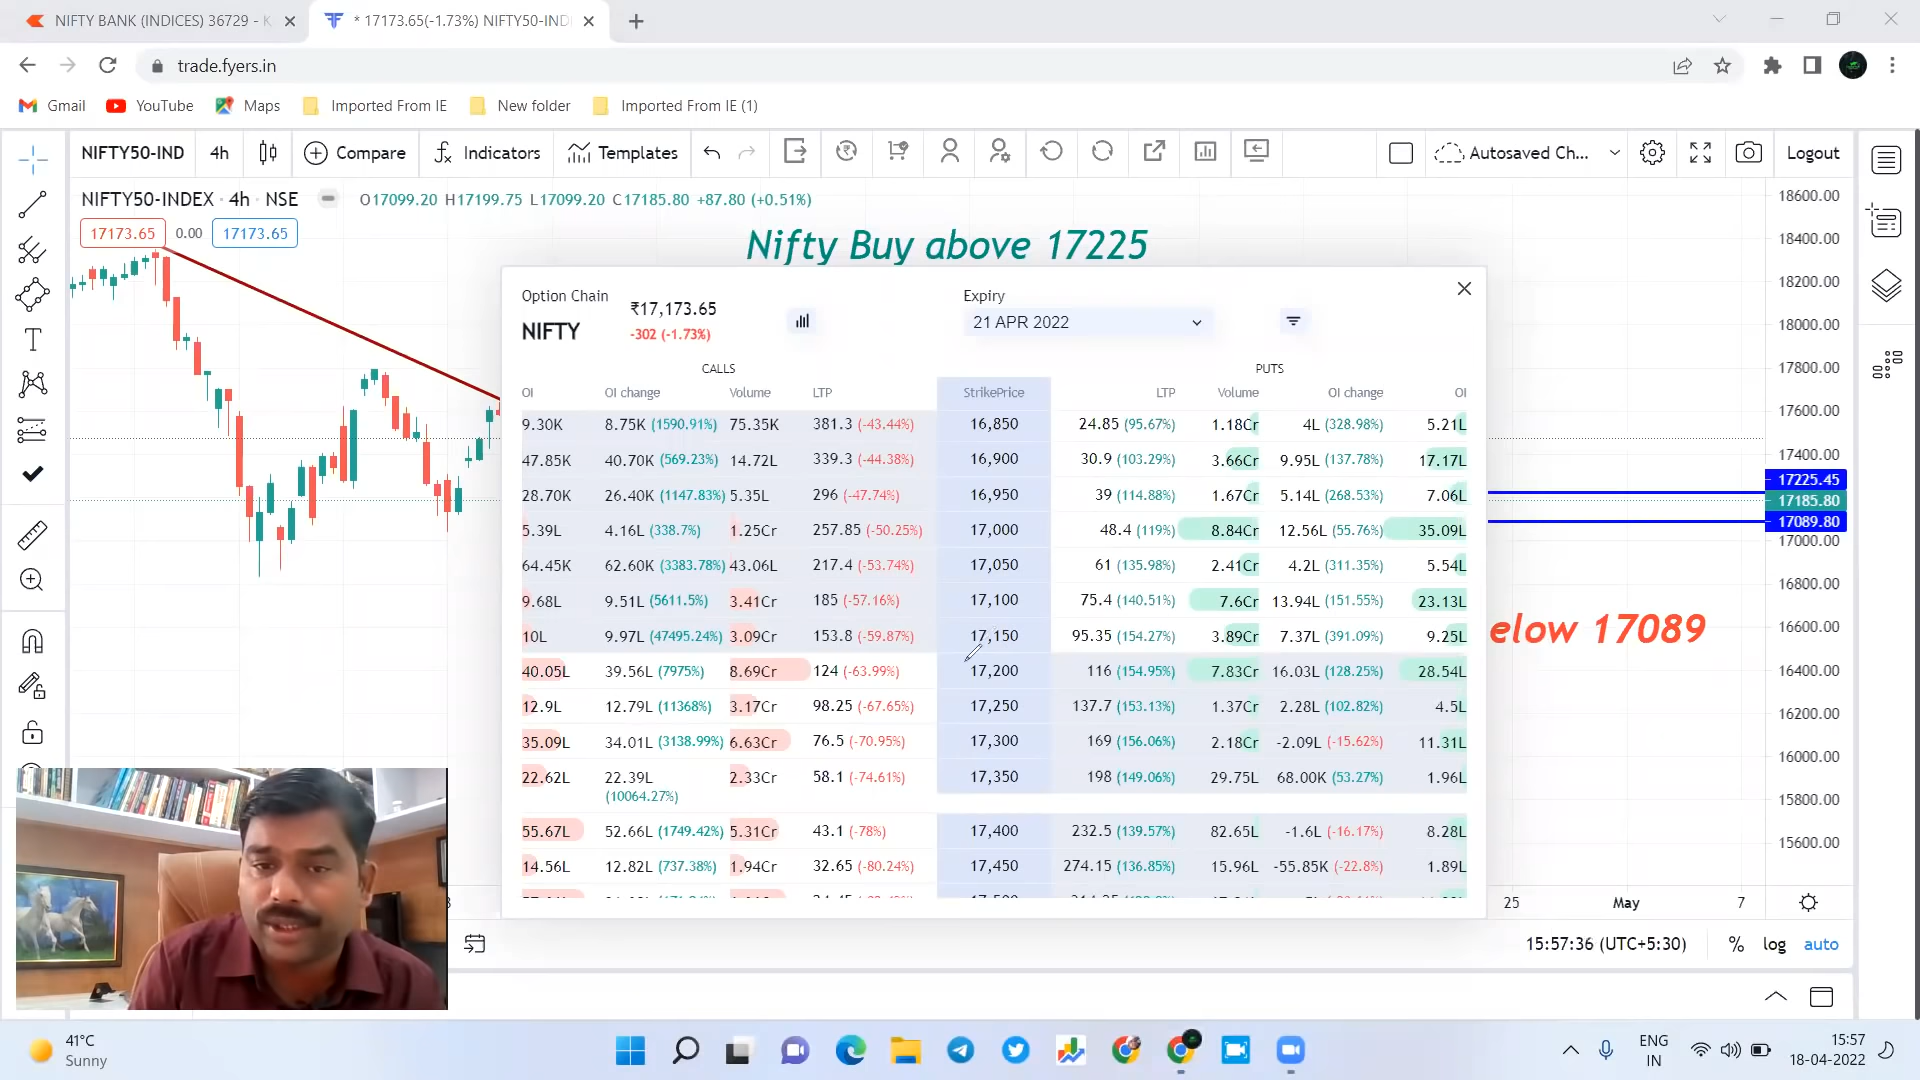 NIFTY BANK (INDICES) 36729 - K
* 17173.65(-1.73%) NIFTY50-IND
trade.fyers.in
Gmail YouTube Maps Imported From IE New folder Imported From IE (1)
NIFTY50-IND 4h Compare Indicators Templates Autosaved Ch... Logout
NIFTY50-INDEX · 4h · NSE O17099.20 H17199.75 L17099.20 C17185.80 +87.80 (+0.51%)
17173.65 0.00 17173.65
Nifty Buy above 17225
Option Chain
NIFTY
₹17,173.65
-302 (-1.73%)
Expiry
21 APR 2022
CALLS PUTS
OI OI change Volume LTP StrikePrice LTP Volume OI change OI
9.30K 8.75K (1590.91%) 75.35K 381.3 (-43.44%) 16,850 24.85 (95.67%) 1.18Cr 4L (328.98%) 5.21L
47.85K 40.70K (569.23%) 14.72L 339.3 (-44.38%) 16,900 30.9 (103.29%) 3.66Cr 9.95L (137.78%) 17.17L
28.70K 26.40K (1147.83%) 5.35L 296 (-47.74%) 16,950 39 (114.88%) 1.67Cr 5.14L (268.53%) 7.06L
5.39L 4.16L (338.7%) 1.25Cr 257.85 (-50.25%) 17,000 48.4 (119%) 8.84Cr 12.56L (55.76%) 35.09L
64.45K 62.60K (3383.78%) 43.06L 217.4 (-53.74%) 17,050 61 (135.98%) 2.41Cr 4.2L (311.35%) 5.54L
9.68L 9.51L (5611.5%) 3.41Cr 185 (-57.16%) 17,100 75.4 (140.51%) 7.6Cr 13.94L (151.55%) 23.13L
10L 9.97L (47495.24%) 3.09Cr 153.8 (-59.87%) 17,150 95.35 (154.27%) 3.89Cr 7.37L (391.09%) 9.25L
40.05L 39.56L (7975%) 8.69Cr 124 (-63.99%) 17,200 116 (154.95%) 7.83Cr 16.03L (128.25%) 28.54L
12.9L 12.79L (11368%) 3.17Cr 98.25 (-67.65%) 17,250 137.7 (153.13%) 1.37Cr 2.28L (102.82%) 4.5L
35.09L 34.01L (3138.99%) 6.63Cr 76.5 (-70.95%) 17,300 169 (156.06%) 2.18Cr -2.09L (-15.62%) 11.31L
22.62L 22.39L (10064.27%) 2.33Cr 58.1 (-74.61%) 17,350 198 (149.06%) 29.75L 68.00K (53.27%) 1.96L
55.67L 52.66L (1749.42%) 5.31Cr 43.1 (-78%) 17,400 232.5 (139.57%) 82.65L -1.6L (-16.17%) 8.28L
14.56L 12.82L (737.38%) 1.94Cr 32.65 (-80.24%) 17,450 274.15 (136.85%) 15.96L -55.85K (-22.8%) 1.89L
elow 17089
18600.00
18400.00
18200.00
18000.00
17800.00
17600.00
17400.00
17225.45
17185.80
17089.80
17000.00
16800.00
16600.00
16400.00
16200.00
16000.00
15800.00
15600.00
25 May 7
15:57:36 (UTC+5:30) % log auto
41°C
Sunny
ENG
IN
15:57
18-04-2022